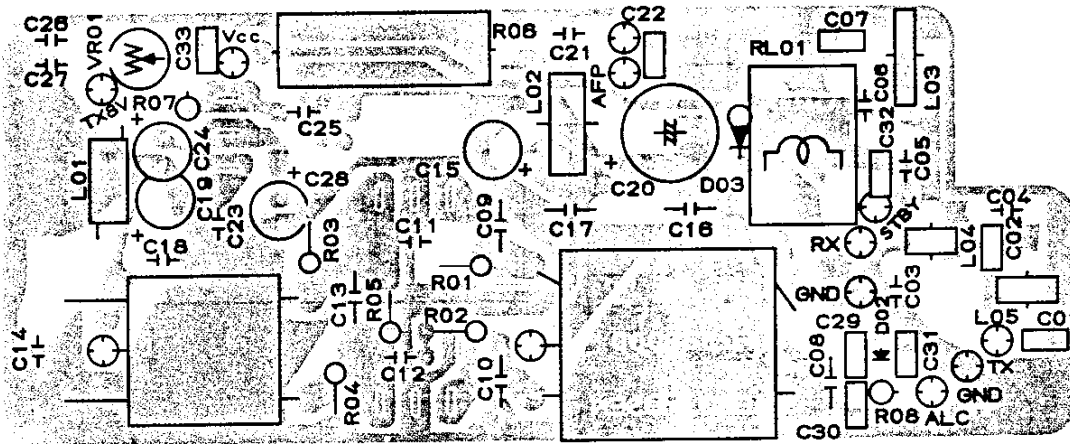 C26
C27
VR01
C33
Vcc
R06
C21
C22
AFP
L02
RL01
C07
C06
L03
TX8V
R07
+
C24
C25
C32
C05
L01
C19
C23
C28
C15
+
+
C20
D03
STBY
C04
C02
+
C18
R03
C11
C09
C17
C16
RX
L04
R01
C13
R05
R02
GND
D02
C03
C29
L05
C0
C14
R04
C12
C10
C08
C31
TX
GND
C30
R08
ALC